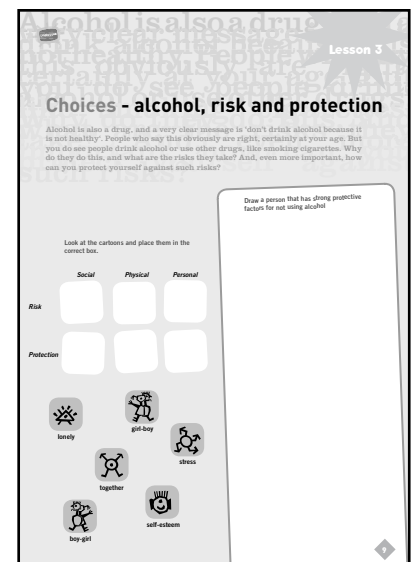 Lesson 3
Choices - alcohol, risk and protection
Alcohol is also a drug, and a very clear message is 'don't drink alcohol because it
is not healthy'. People who say this obviously are right, certainly at your age. But
you do see people drink alcohol or use other drugs, like smoking cigarettes. Why
do they do this, and what are the risks they take? And, even more important, how
can you protect yourself against such risks?
Look at the cartoons and place them in the
correct box.
Social Physical Personal
Risk
Protection
lonely
girl-boy
stress
together
boy-girl
self-esteem
Draw a person that has strong protective
factors for not using alcohol
9